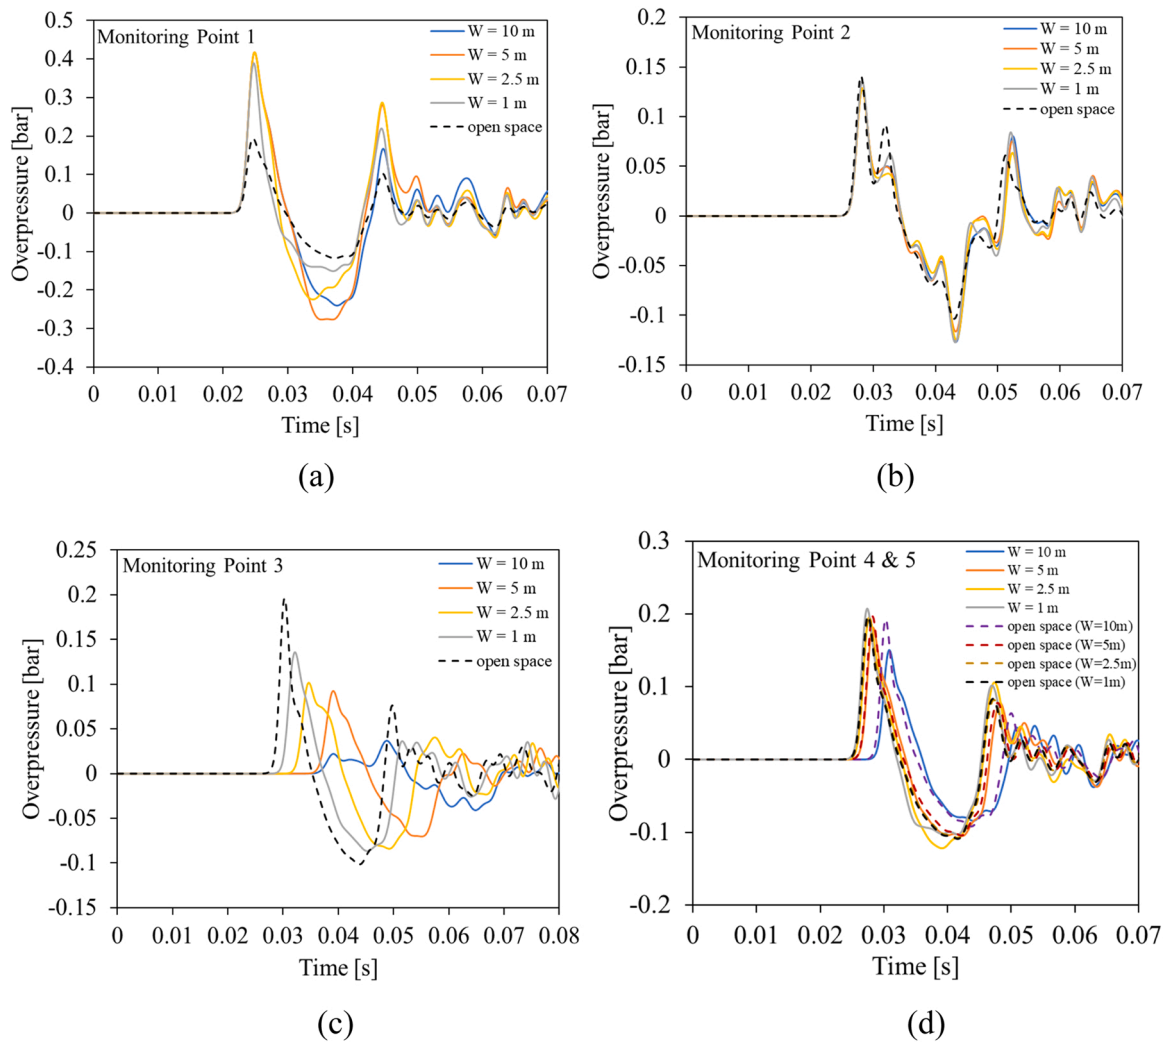 Monitoring Point 1
W = 10 m
W = 5 m
W = 2.5 m
W = 1 m
open space
0.5
0.4
0.3
0.2
0.1
0
-0.1
-0.2
-0.3
-0.4
Overpressure [bar]
0 0.01 0.02 0.03 0.04 0.05 0.06 0.07
Time [s]
(a)
Monitoring Point 2
W = 10 m
W = 5 m
W = 2.5 m
W = 1 m
open space
0.2
0.15
0.1
0.05
0
-0.05
-0.1
-0.15
Overpressure [bar]
0 0.01 0.02 0.03 0.04 0.05 0.06 0.07
Time [s]
(b)
Monitoring Point 3
W = 10 m
W = 5 m
W = 2.5 m
W = 1 m
open space
0.25
0.2
0.15
0.1
0.05
0
-0.05
-0.1
-0.15
Overpressure [bar]
0 0.01 0.02 0.03 0.04 0.05 0.06 0.07 0.08
Time [s]
(c)
Monitoring Point 4 & 5
W = 10 m
W = 5 m
W = 2.5 m
W = 1 m
open space (W=10m)
open space (W=5m)
open space (W=2.5m)
open space (W=1m)
0.3
0.2
0.1
0
-0.1
-0.2
Overpressure [bar]
0 0.01 0.02 0.03 0.04 0.05 0.06 0.07
Time [s]
(d)